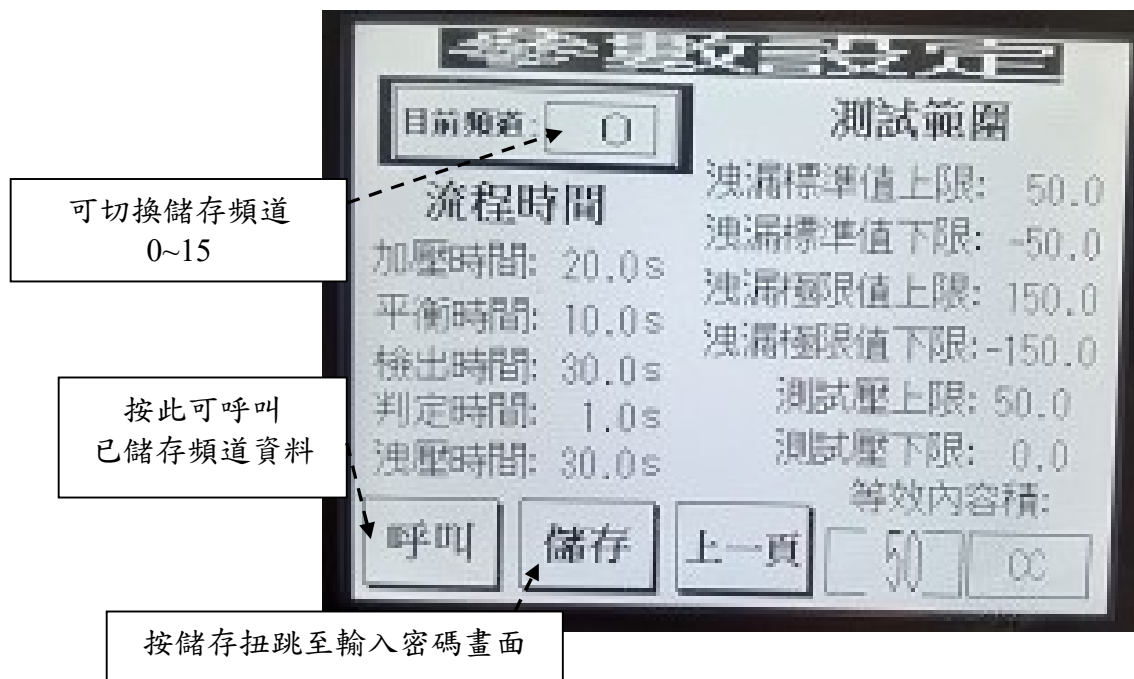 參數設定
目前頻道: 0
測試範圍
流程時間
洩漏標準值上限: 50.0
洩漏標準值下限: -50.0
洩漏極限值上限: 150.0
洩漏極限值下限: -150.0
測試壓上限: 50.0
測試壓下限: 0.0
等效內容積:
50 CC
加壓時間: 20.0s
平衡時間: 10.0s
檢出時間: 30.0s
判定時間: 1.0s
洩壓時間: 30.0s
呼叫
儲存
上一頁
可切換儲存頻道
0~15
按此可呼叫
已儲存頻道資料
按儲存扭跳至輸入密碼畫面